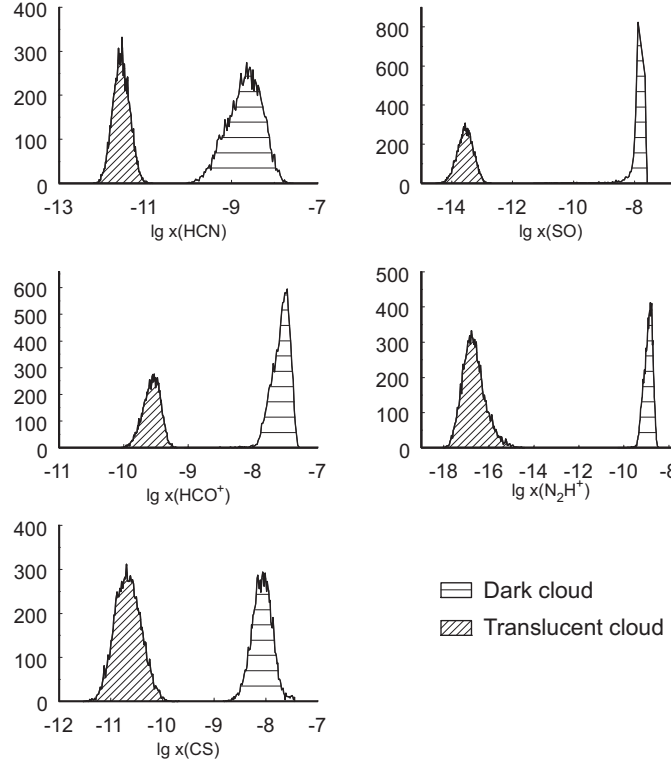 400
300
200
100
0
-13 -11 -9 -7
lg x(HCN)
800
600
400
200
0
-14 -12 -10 -8
lg x(SO)
600
500
400
300
200
100
0
-11 -10 -9 -8 -7
lg x(HCO⁺)
500
400
300
200
100
0
-18 -16 -14 -12 -10 -8
lg x(N₂H⁺)
400
300
200
100
0
-12 -11 -10 -9 -8 -7
lg x(CS)
Dark cloud
Translucent cloud